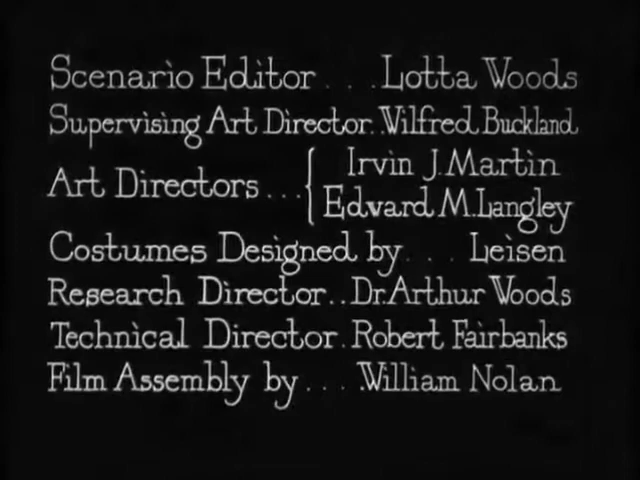 Scenario Editor . . . Lotta Woods
Supervising Art Director. Wilfred Buckland
Art Directors ... { Irvin J. Martin
Edward M. Langley
Costumes Designed by . . . Leisen
Research Director.. Dr. Arthur Woods
Technical Director. Robert Fairbanks
Film Assembly by . . . . William Nolan